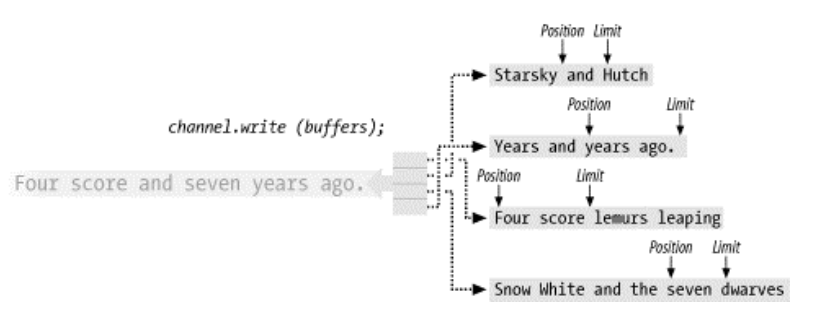 Position Limit
Starsky and Hutch
Position Limit
channel.write (buffers);
Years and years ago.
Position Limit
Four score and seven years ago.
Four score lemurs leaping
Position Limit
Snow White and the seven dwarves